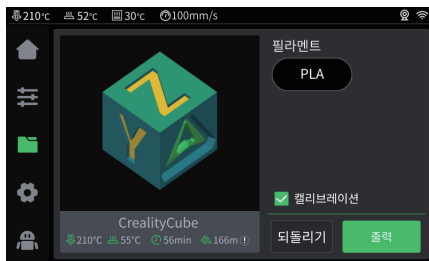 210℃ 52℃ 30℃ 100mm/s
필라멘트
PLA
Z
Y
캘리브레이션
CrealityCube
210℃ 55℃ 56min 166m
되돌리기 출력